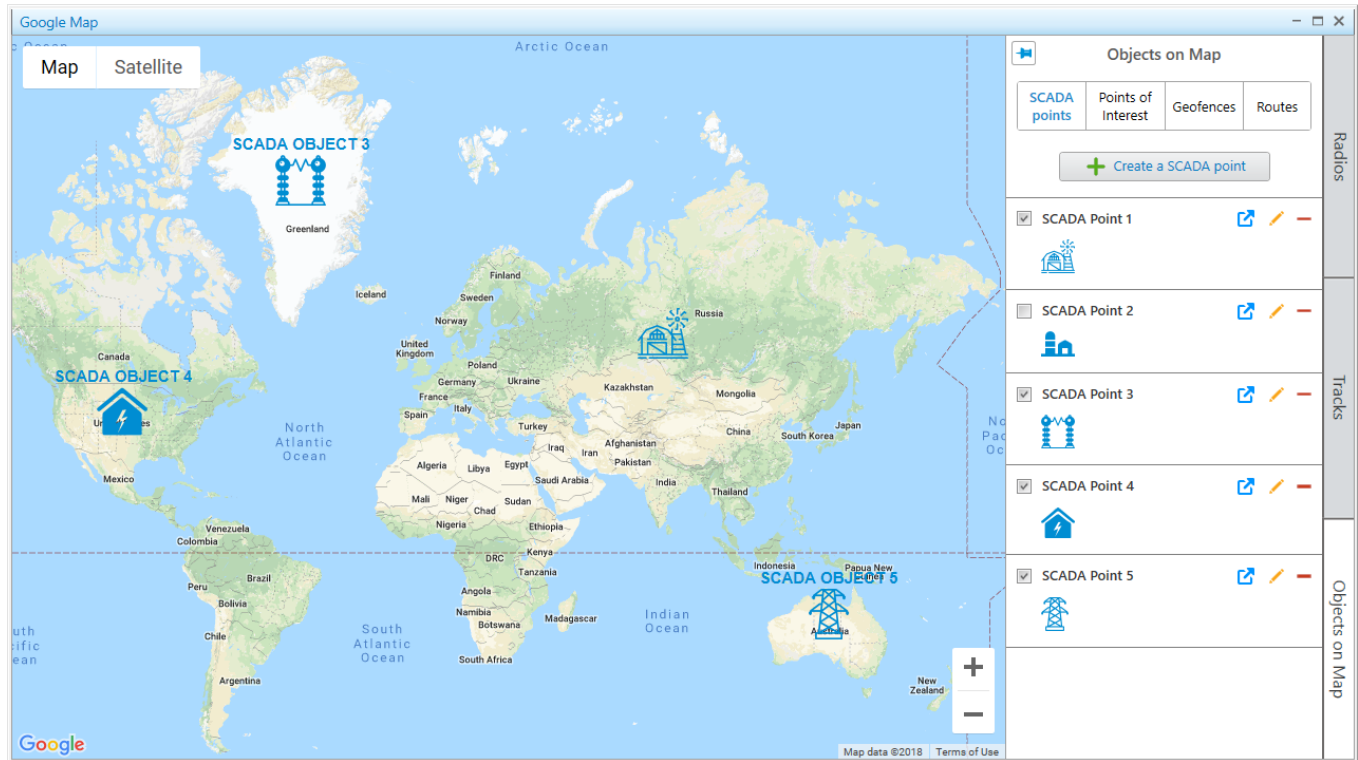 Google Map
Ocean
Arctic Ocean
Map
Satellite
SCADA OBJECT 3
Greenland
Iceland
Finland
Sweden
Norway
Russia
United
Kingdom
Canada
SCADA OBJECT 4
Poland
Germany
Ukraine
Kazakhstan
Mongolia
France
Italy
Spain
Turkey
China
South Korea
Japan
North
Atlantic
Ocean
Iraq
Iran
Afghanistan
Pakistan
Algeria
Libya
Egypt
Saudi Arabia
India
Thailand
Mexico
Mali
Niger
Chad
Sudan
Nigeria
Ethiopia
Venezuela
Colombia
DRC
Kenya
Tanzania
Indonesia
Papua New
SCADA OBJECT 5
Brazil
Peru
Bolivia
Angola
Namibia
Botswana
Madagascar
Indian
Ocean
Chile
South
Atlantic
Ocean
South Africa
Argentina
New
Zealand
Google
Map data ©2018
Terms of Use
Objects on Map
SCADA
points
Points of
Interest
Geofences
Routes
Create a SCADA point
SCADA Point 1
SCADA Point 2
SCADA Point 3
SCADA Point 4
SCADA Point 5
Radios
Tracks
Objects on Map